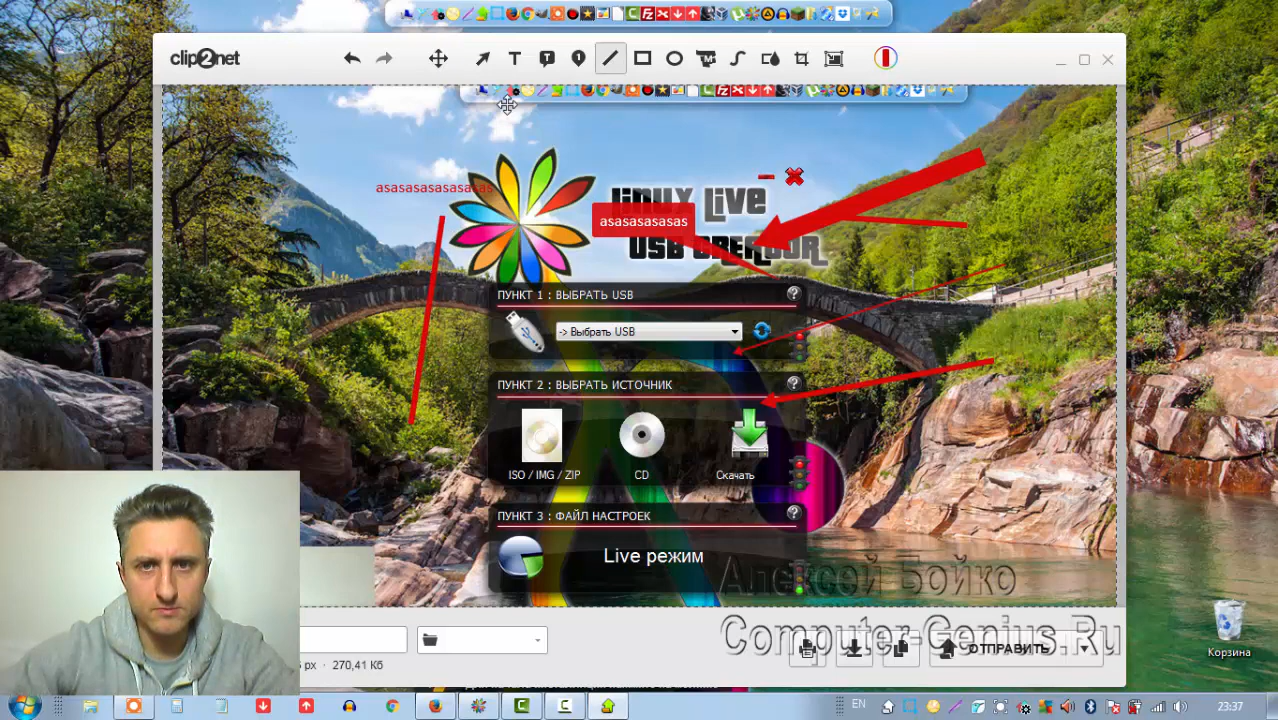 clip2net
asasasasasasasas
Linux Live
asasasasasas
USB Creator
ПУНКТ 1 : ВЫБРАТЬ USB
-> Выбрать USB
ПУНКТ 2 : ВЫБРАТЬ ИСТОЧНИК
ISO / IMG / ZIP
CD
Скачать
ПУНКТ 3 : ФАЙЛ НАСТРОЕК
Live режим
Алексей Бойко
Computer-Genius.Ru
ОТПРАВИТЬ
px · 270,41 Кб
Корзина
EN
23:37